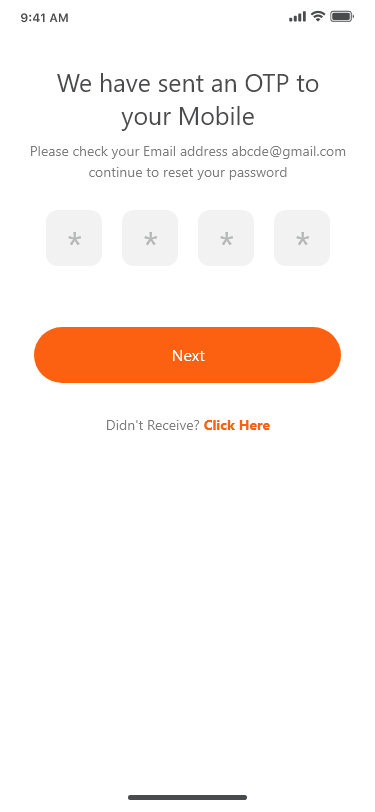 9:41 AM
We have sent an OTP to
your Mobile
Please check your Email address abcde@gmail.com
continue to reset your password
* * * *
Next
Didn't Receive? Click Here